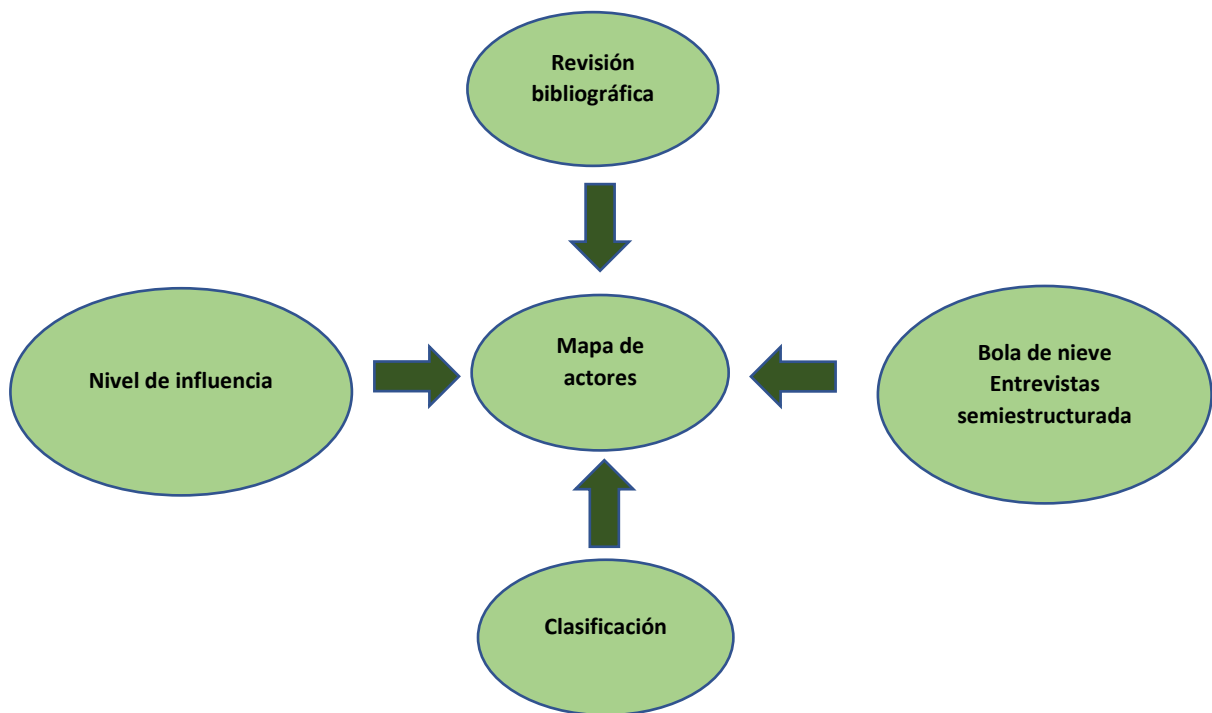 Revisión
bibliográfica
Nivel de influencia
Mapa de
actores
Bola de nieve
Entrevistas
semiestructurada
Clasificación